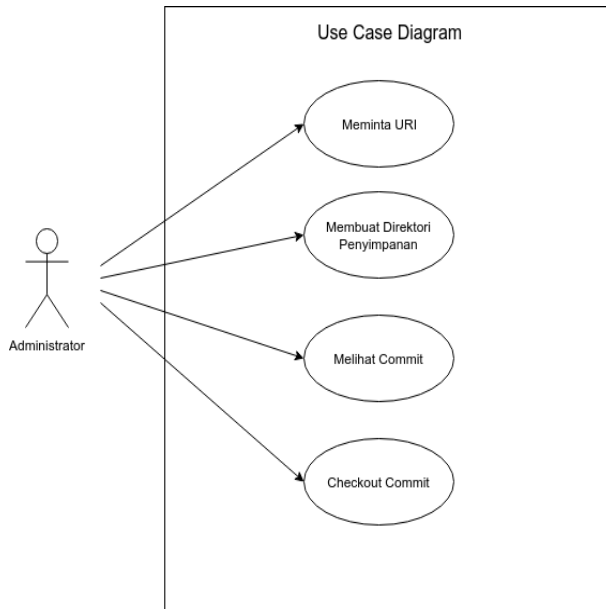 Use Case Diagram
Meminta URI
Membuat Direktori
Penyimpanan
Administrator
Melihat Commit
Checkout Commit